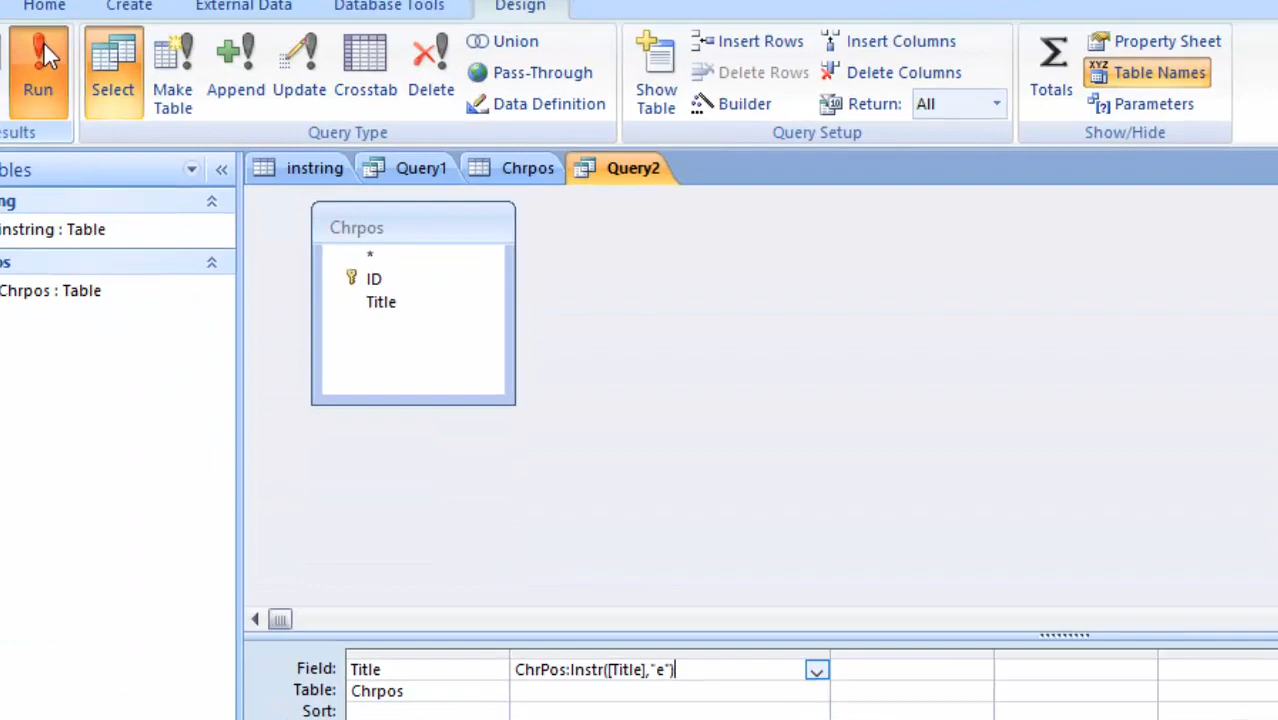 Home Create External Data Database Tools Design
Run Select Make Table Append Update Crosstab Delete
Union
Pass-Through
Data Definition
Show Table
Insert Rows
Delete Rows
Builder
Insert Columns
Delete Columns
Return: All
Totals
Property Sheet
XYZ Table Names
Parameters
esults Query Type Query Setup Show/Hide
bles « instring Query1 Chrpos Query2
ng
instring : Table
os
Chrpos : Table
Chrpos
*
ID
Title
Field: Title ChrPos:Instr([Title],"e")
Table: Chrpos
Sort: